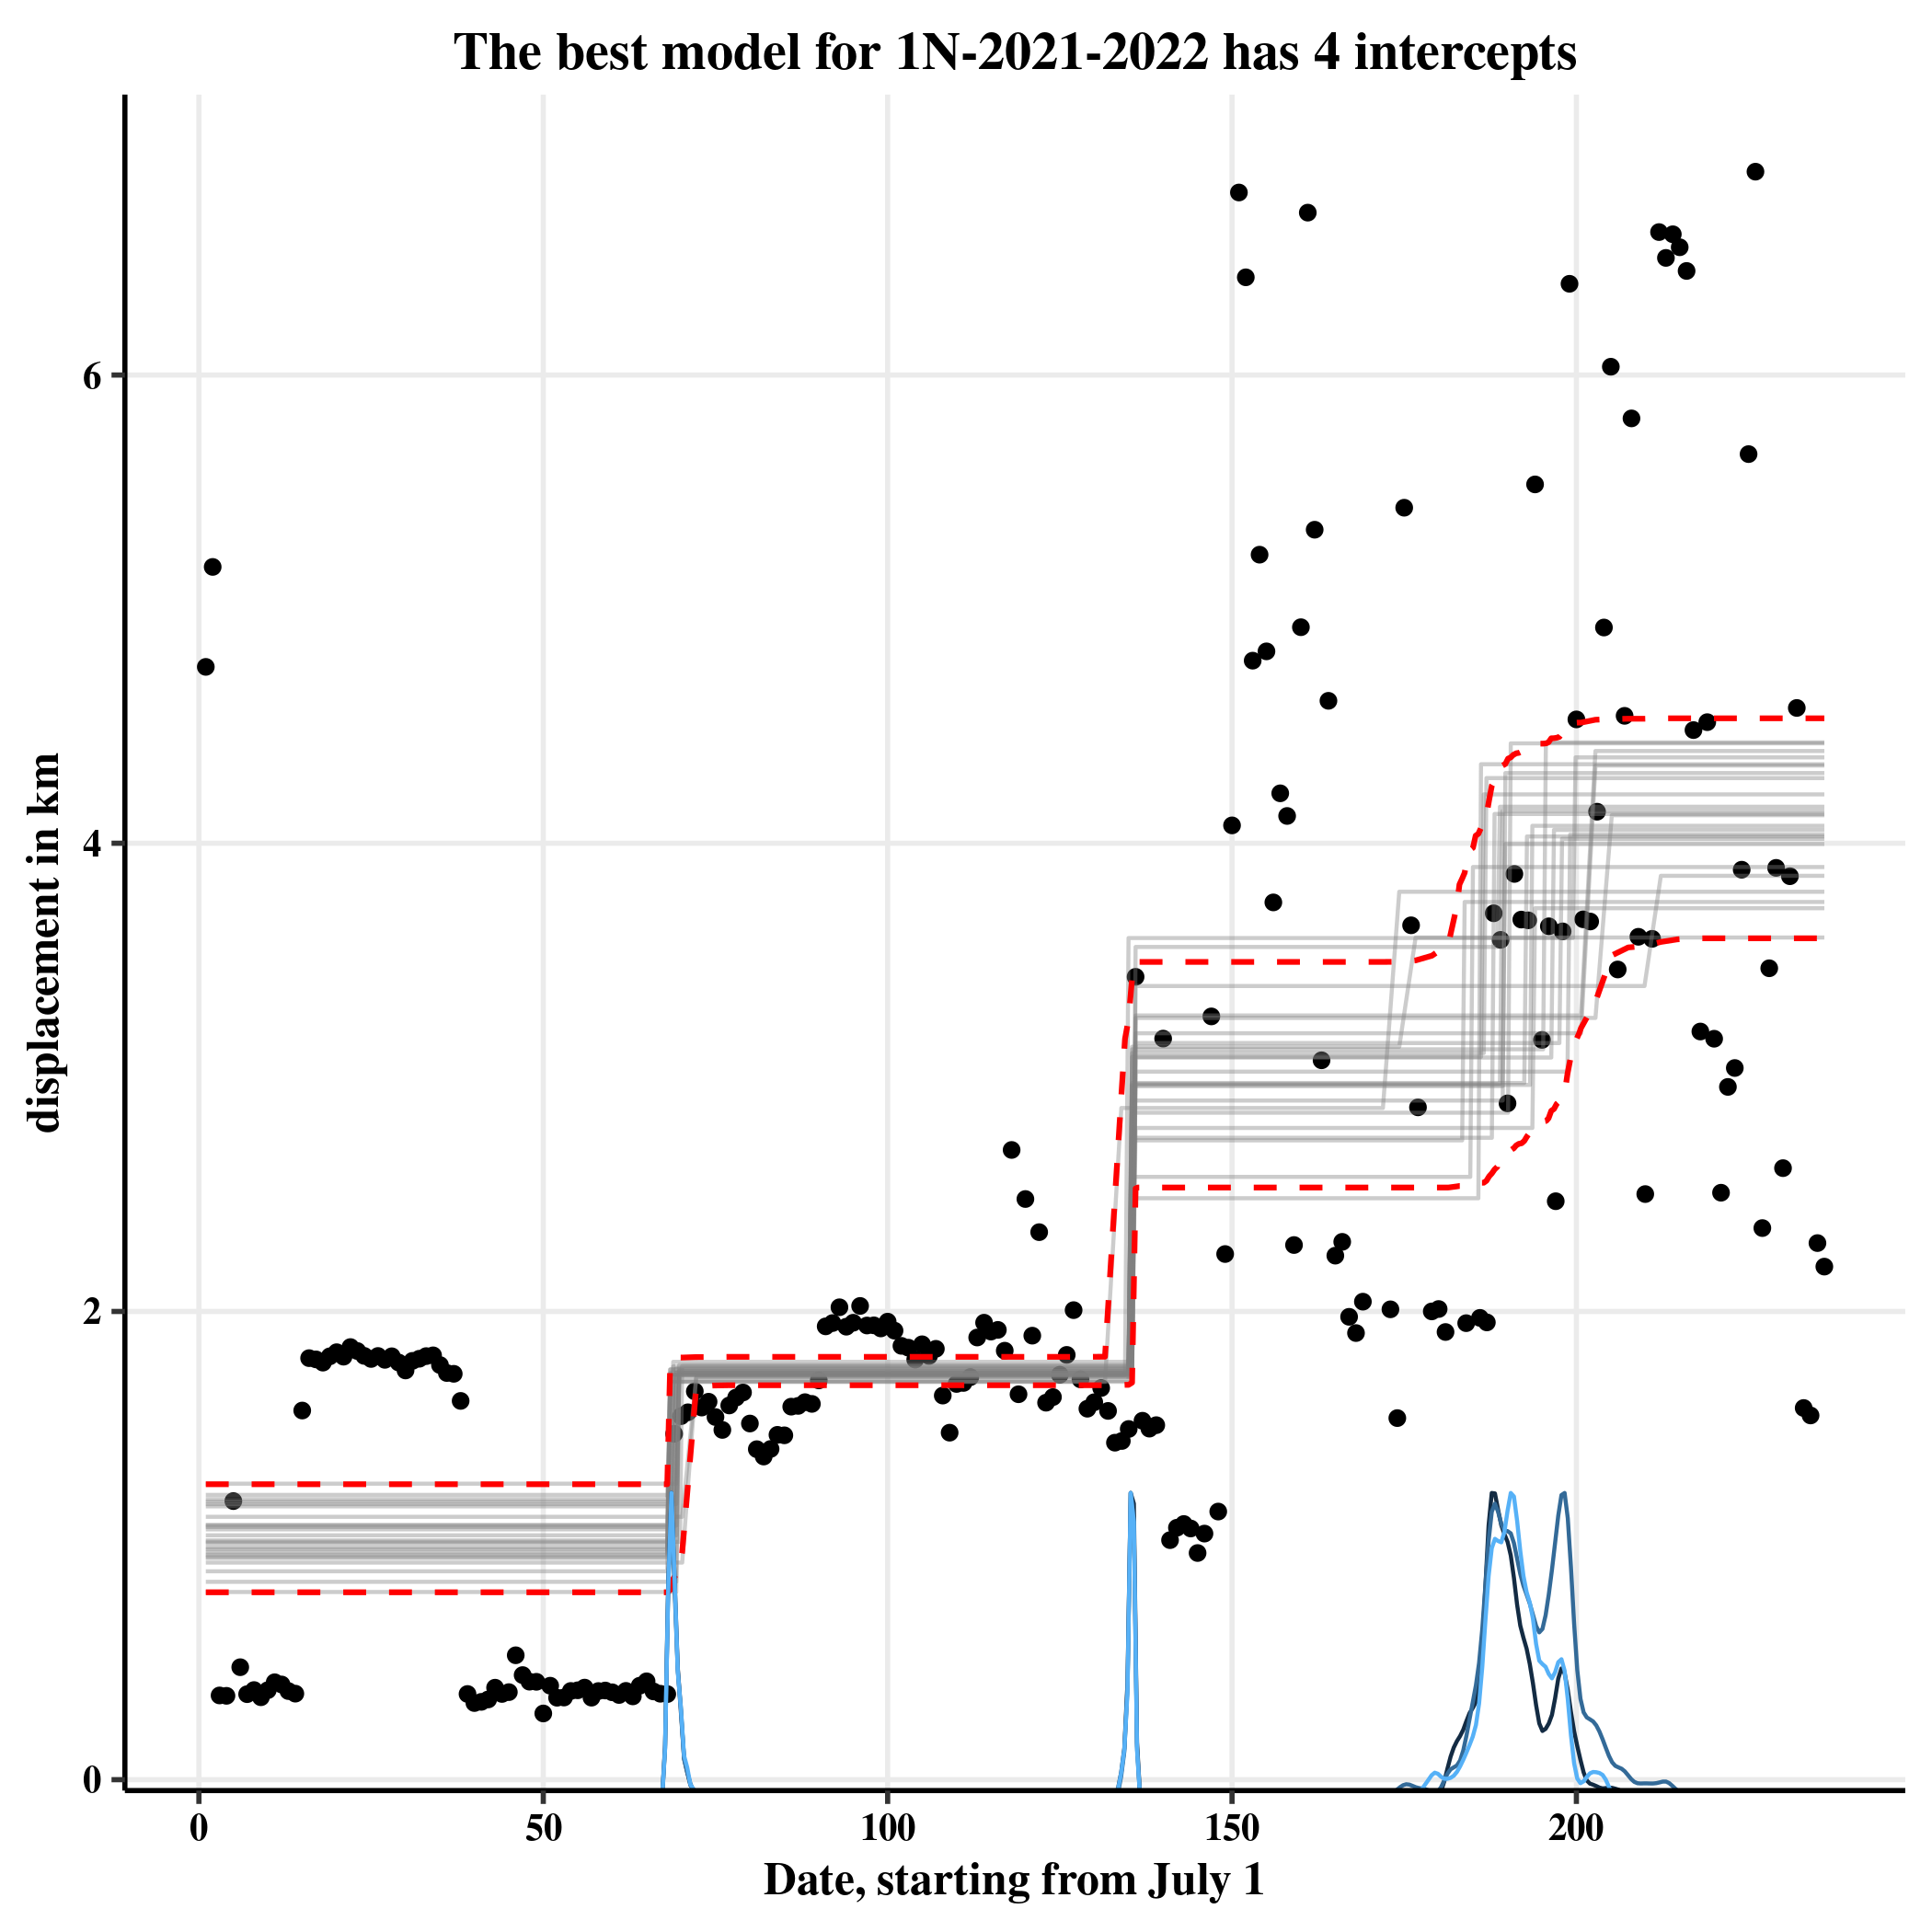 The best model for 1N-2021-2022 has 4 intercepts
displacement in km
6
4
2
0
0 50 100 150 200
Date, starting from July 1